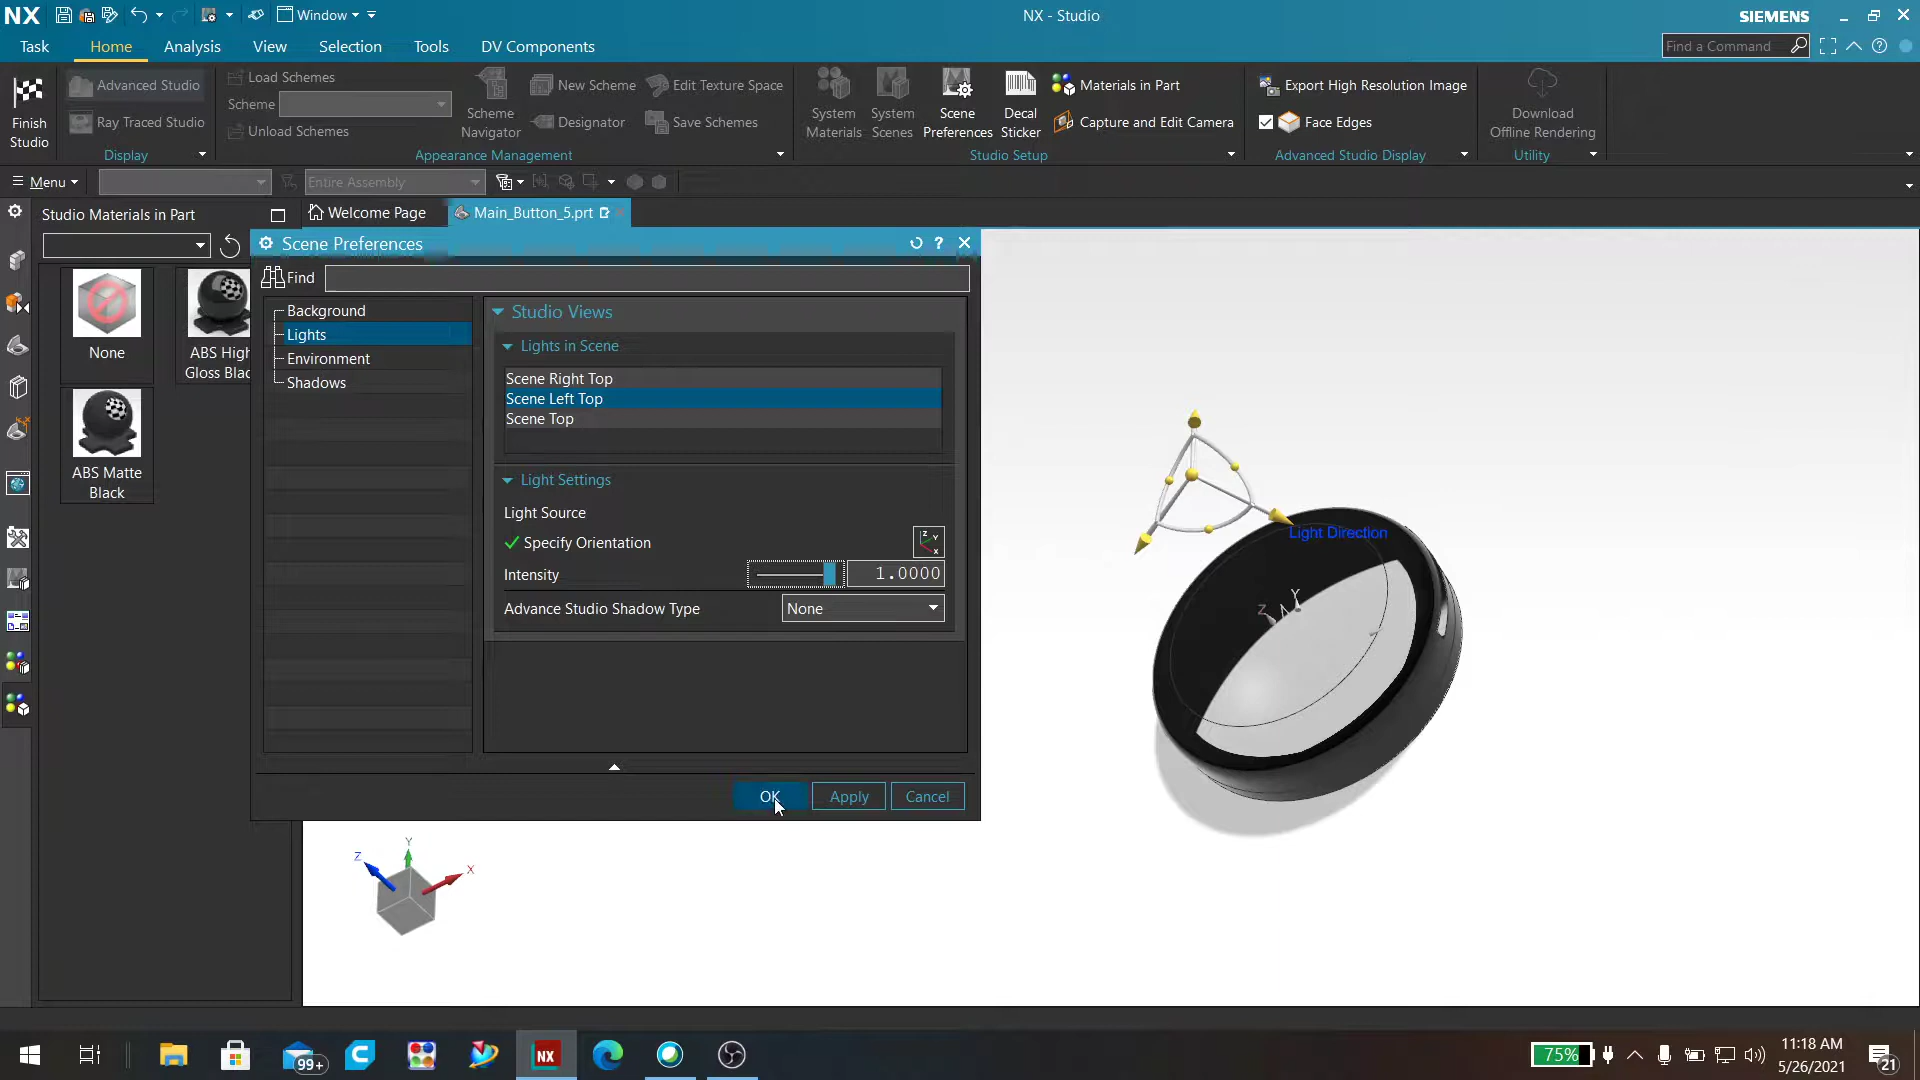 NX
Window
NX - Studio
SIEMENS
Task
Home
Analysis
View
Selection
Tools
DV Components
Find a Command
Finish Studio
Advanced Studio
Ray Traced Studio
Display
Load Schemes
Scheme
Unload Schemes
Scheme Navigator
New Scheme
Designator
Edit Texture Space
Save Schemes
Appearance Management
System Materials
System Scenes
Scene Preferences
Decal Sticker
Materials in Part
Capture and Edit Camera
Studio Setup
Export High Resolution Image
Face Edges
Advanced Studio Display
Download Offline Rendering
Utility
Menu
Entire Assembly
Studio Materials in Part
Welcome Page
Main_Button_5.prt
None
ABS High
Gloss Blac
ABS Matte
Black
Scene Preferences
?
Find
Background
Lights
Environment
Shadows
Studio Views
Lights in Scene
Scene Right Top
Scene Left Top
Scene Top
Light Settings
Light Source
Specify Orientation
Intensity
1.0000
Advance Studio Shadow Type
None
OK
Apply
Cancel
Light Direction
Z
Y
Y
Z
X
99+
NX
75%
11:18 AM
5/26/2021
21